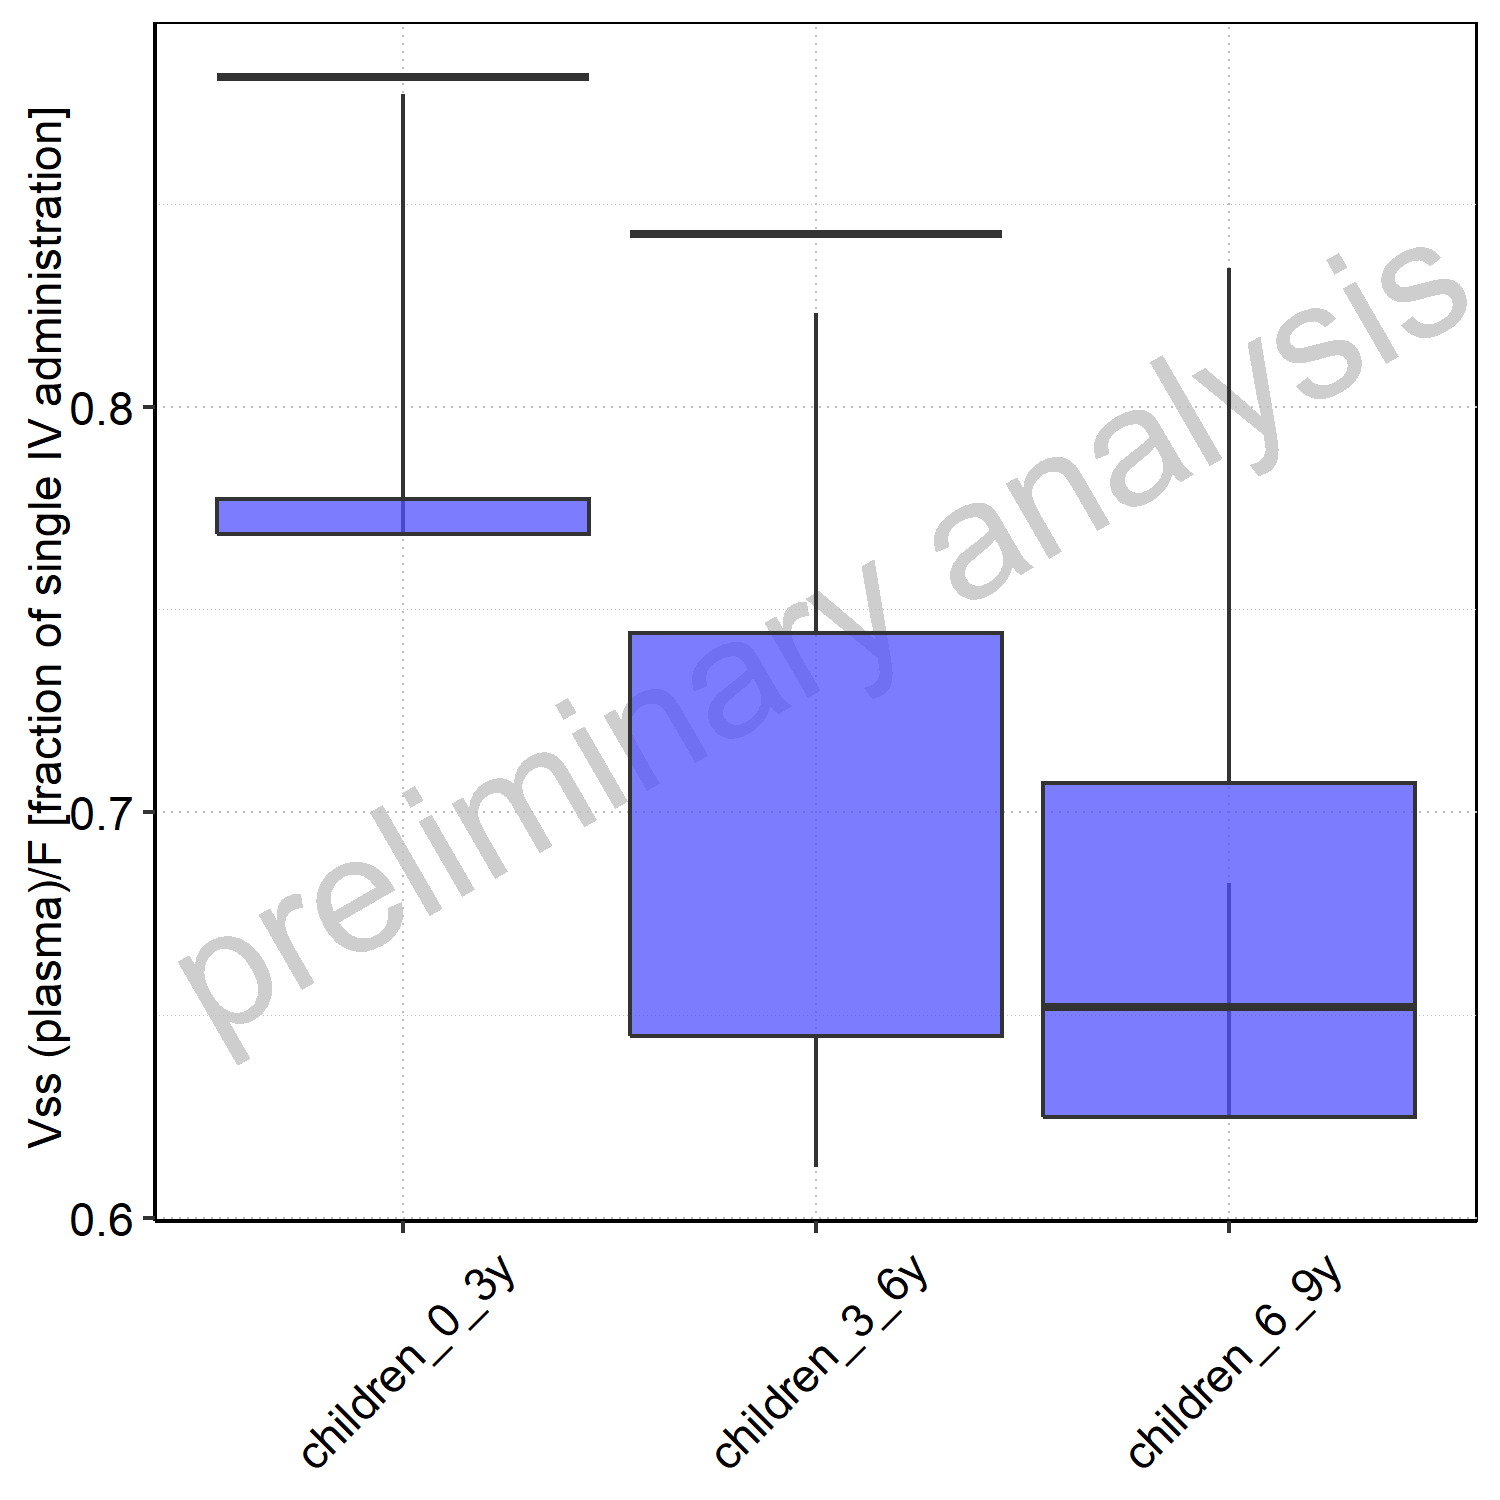 Vss (plasma)/F [fraction of single IV administration]
0.8
0.7
0.6
preliminary analysis
children_0_3y
children_3_6y
children_6_9y